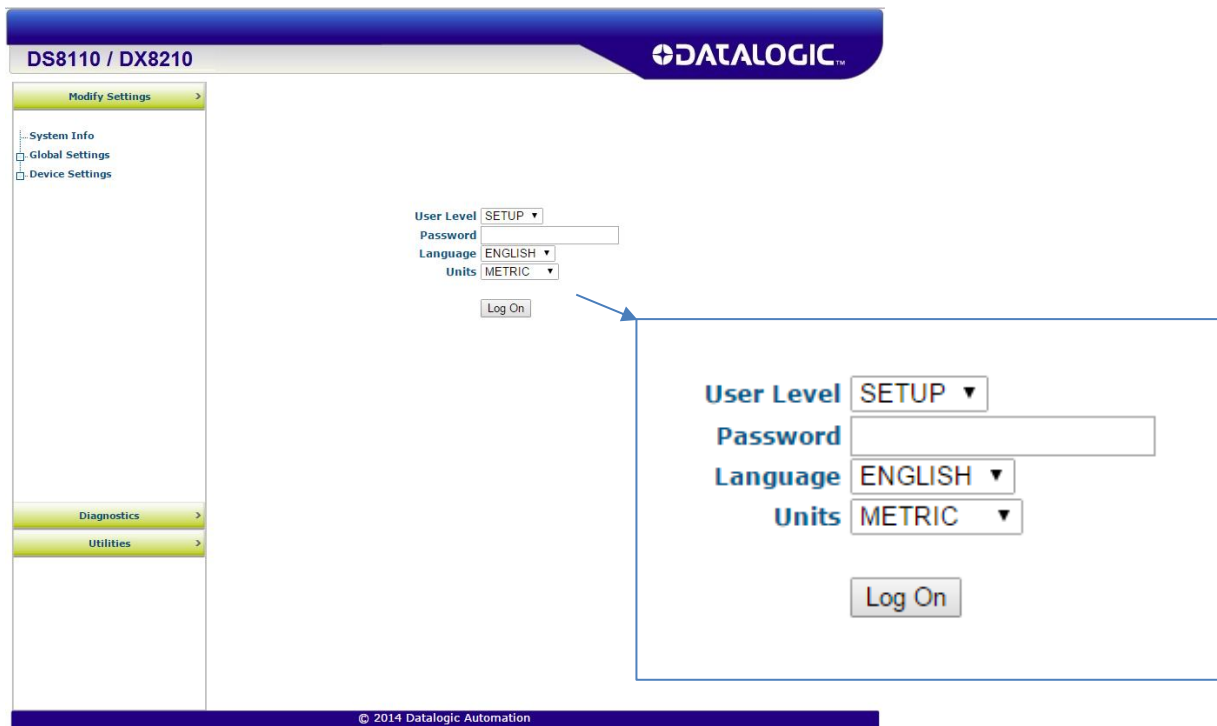 DS8110 / DX8210
DATALOGIC™
Modify Settings >
System Info
Global Settings
Device Settings
User Level SETUP
Password
Language ENGLISH
Units METRIC
Log On
User Level SETUP
Password
Language ENGLISH
Units METRIC
Log On
Diagnostics >
Utilities >
© 2014 Datalogic Automation